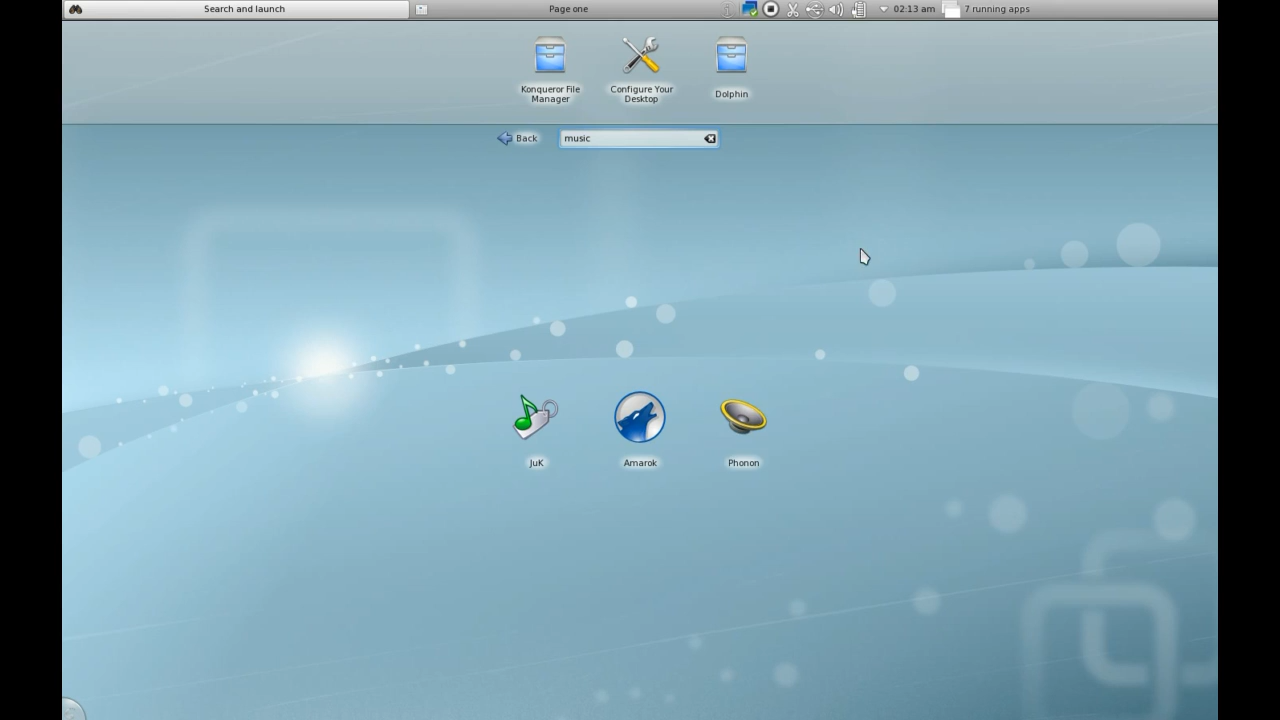 Search and launch
Page one
02:13 am
7 running apps
Konqueror File
Manager
Configure Your
Desktop
Dolphin
Back
music
JuK
Amarok
Phonon